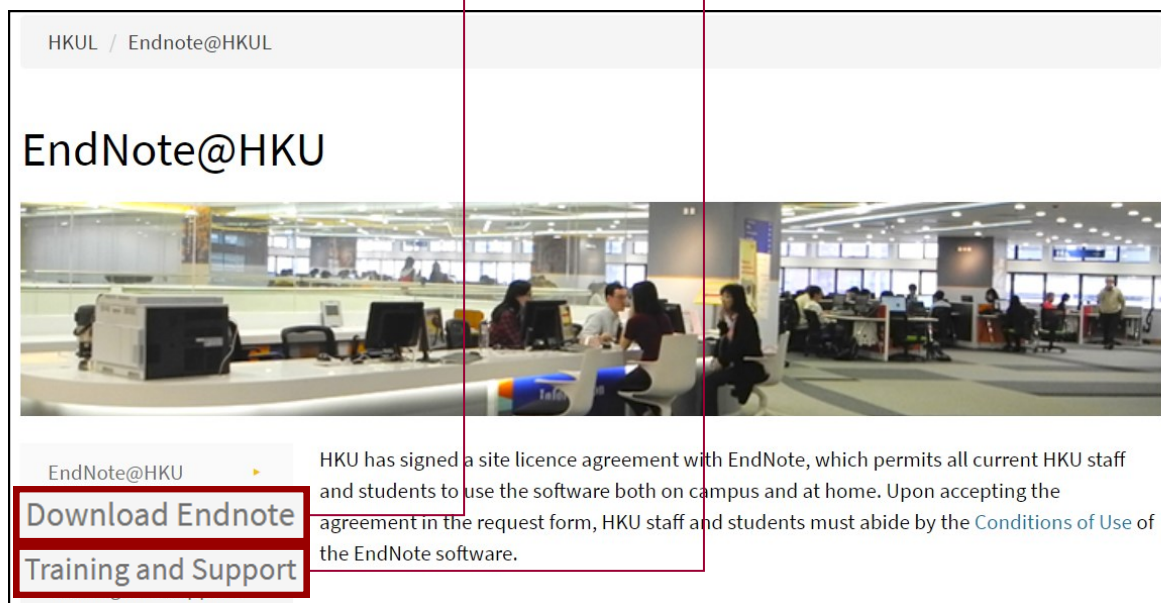 HKUL / Endnote@HKUL
EndNote@HKU
EndNote@HKU
Download Endnote
Training and Support
HKU has signed a site licence agreement with EndNote, which permits all current HKU staff
and students to use the software both on campus and at home. Upon accepting the
agreement in the request form, HKU staff and students must abide by the Conditions of Use of
the EndNote software.